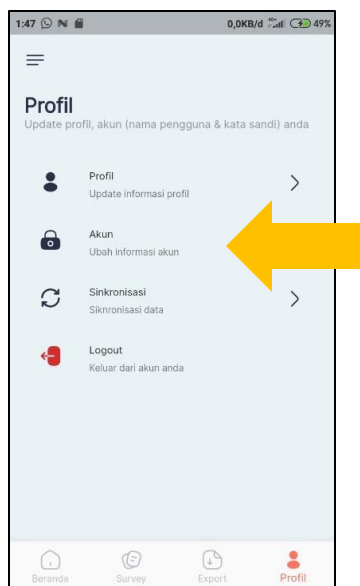 1:47 0,0KB/d 4G+ 49%
Profil
Update profil, akun (nama pengguna & kata sandi) anda
Profil
Update informasi profil
Akun
Ubah informasi akun
Sinkronisasi
Siknronisasi data
Logout
Keluar dari akun anda
Beranda Survey Export Profil